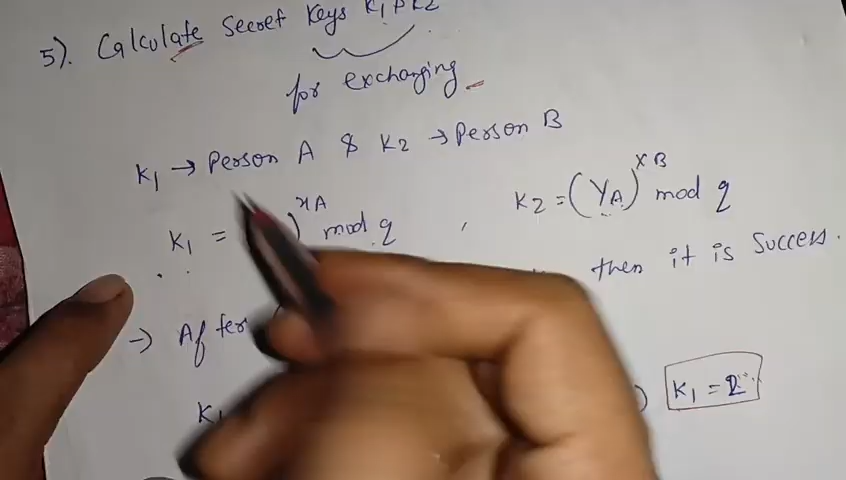 5). Calculate Secret Keys K1 & K2
for exchanging
K1 → Person A & K2 → Person B
K1 = )^xA mod q , K2 = (YA)^XB mod q
then it is Success.
→ After
K1 K1 = 2